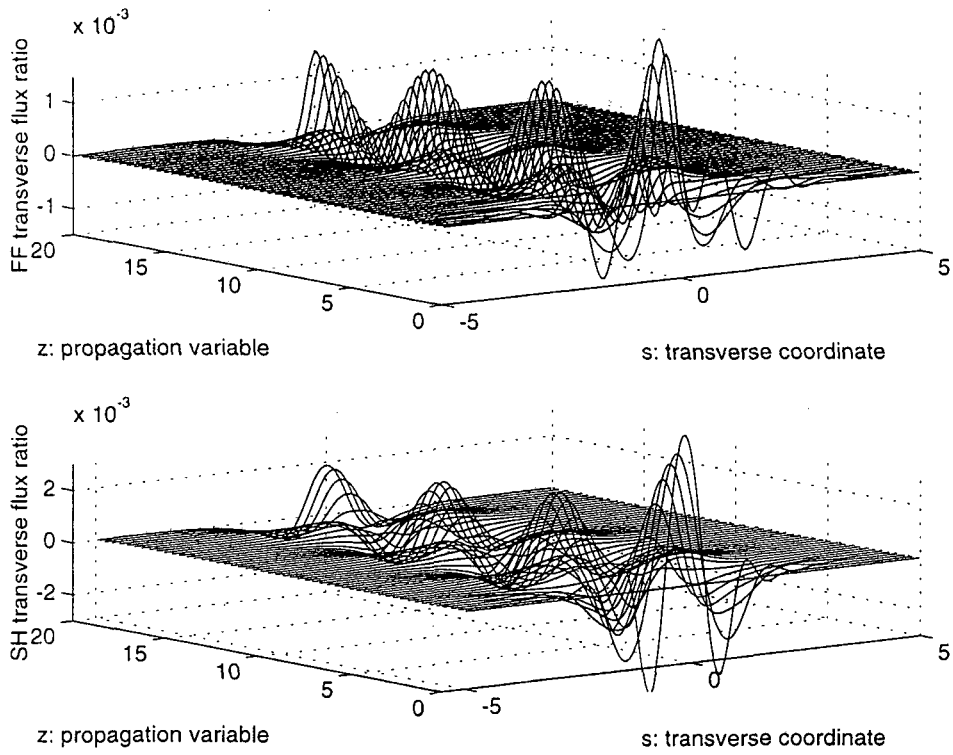 x 10-3
FF transverse flux ratio
1
0
-1
20
15
10
5
0
-5
0
5
z: propagation variable
s: transverse coordinate
x 10-3
SH transverse flux ratio
2
0
-2
20
15
10
5
0
-5
0
5
z: propagation variable
s: transverse coordinate